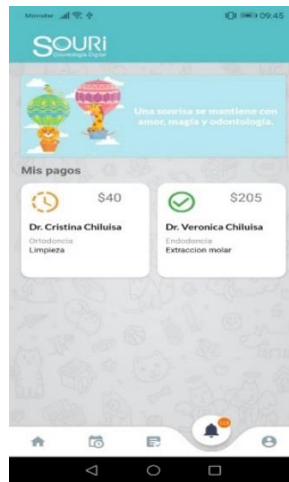 Movistar
09:45
SOURi
Odontología Digital
Una sonrisa se mantiene con
amor, magia y odontología.
Mis pagos
$40
Dr. Cristina Chiluisa
Ortodoncia
Limpieza
$205
Dr. Veronica Chiluisa
Endodoncia
Extraccion molar